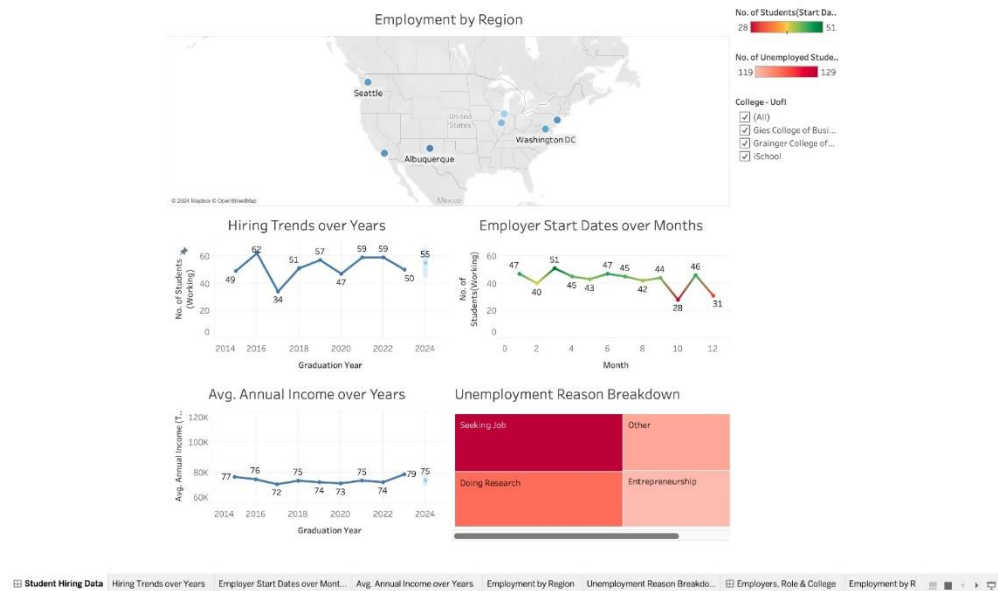 Employment by Region
Seattle
United
States
Washington DC
Albuquerque
Mexico
© 2024 Mapbox © OpenStreetMap
No. of Students(Start Da..
28 51
No. of Unemployed Stude..
119 129
College - UofI
(All)
Gies College of Busi...
Grainger College of...
iSchool
Hiring Trends over Years
No. of Students
(Working)
60
40
20
0
49
62
34
51
57
47
59
59
50
55
2014 2016 2018 2020 2022 2024
Graduation Year
Employer Start Dates over Months
No. of
Students(Working)
60
40
20
0
47
40
51
45
43
47
45
42
44
28
46
31
0 2 4 6 8 10 12
Month
Avg. Annual Income over Years
Avg. Annual Income (T...
120K
100K
80K
60K
77
76
72
75
74
73
75
74
79
75
2014 2016 2018 2020 2022 2024
Graduation Year
Unemployment Reason Breakdown
Seeking Job
Other
Doing Research
Entrepreneurship
Student Hiring Data Hiring Trends over Years Employer Start Dates over Mont... Avg. Annual Income over Years Employment by Region Unemployment Reason Breakdo... Employers, Role & College Employment by R